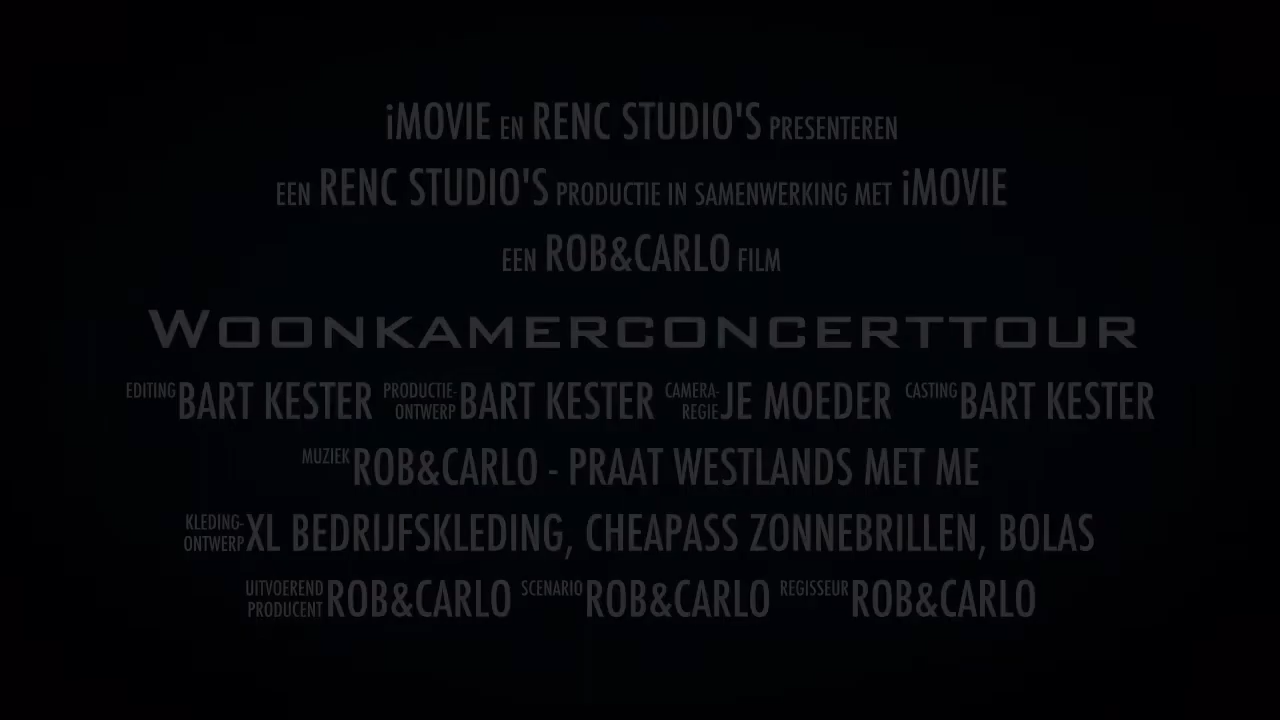 iMOVIE EN RENC STUDIO'S PRESENTEREN
EEN RENC STUDIO'S PRODUCTIE IN SAMENWERKING MET iMOVIE
EEN ROB&CARLO FILM
WOONKAMERCONCERTTOUR
EDITING BART KESTER PRODUCTIE-ONTWERP BART KESTER CAMERA-REGIE JE MOEDER CASTING BART KESTER
MUZIEK ROB&CARLO - PRAAT WESTLANDS MET ME
KLEDING-ONTWERP XL BEDRIJFSKLEDING, CHEAPASS ZONNEBRILLEN, BOLAS
UITVOEREND PRODUCENT ROB&CARLO SCENARIO ROB&CARLO REGISSEUR ROB&CARLO